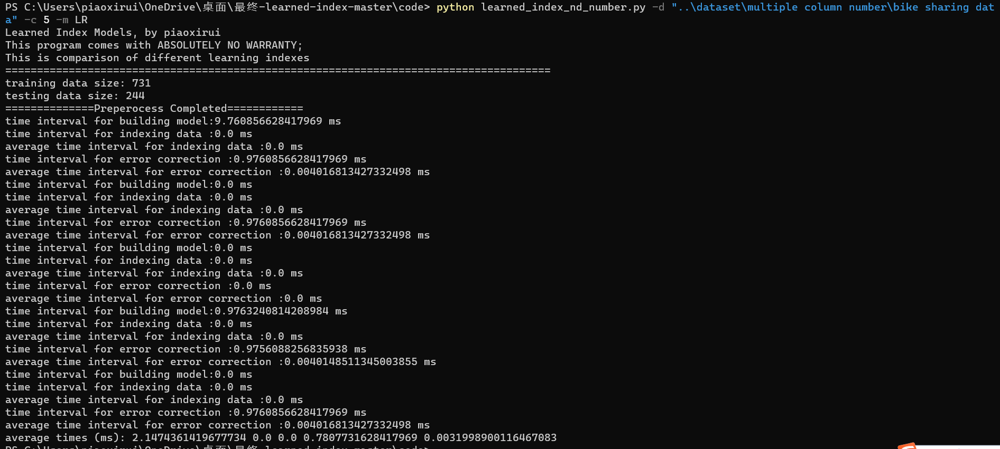 PS C:\Users\piaoxirui\OneDrive\桌面\最终-learned-index-master\code> python learned_index_nd_number.py -d "..\dataset\multiple column number\bike sharing dat
a" -c 5 -m LR
Learned Index Models, by piaoxirui
This program comes with ABSOLUTELY NO WARRANTY;
This is comparison of different learning indexes
======================================================================================
training data size: 731
testing data size: 244
==============Preperocess Completed============
time interval for building model:9.760856628417969 ms
time interval for indexing data :0.0 ms
average time interval for indexing data :0.0 ms
time interval for error correction :0.9760856628417969 ms
average time interval for error correction :0.004016813427332498 ms
time interval for building model:0.0 ms
time interval for indexing data :0.0 ms
average time interval for indexing data :0.0 ms
time interval for error correction :0.9760856628417969 ms
average time interval for error correction :0.004016813427332498 ms
time interval for building model:0.0 ms
time interval for indexing data :0.0 ms
average time interval for indexing data :0.0 ms
time interval for error correction :0.0 ms
average time interval for error correction :0.0 ms
time interval for building model:0.9763240814208984 ms
time interval for indexing data :0.0 ms
average time interval for indexing data :0.0 ms
time interval for error correction :0.9756088256835938 ms
average time interval for error correction :0.0040148511345003855 ms
time interval for building model:0.0 ms
time interval for indexing data :0.0 ms
average time interval for indexing data :0.0 ms
time interval for error correction :0.9760856628417969 ms
average time interval for error correction :0.004016813427332498 ms
average times (ms): 2.1474361419677734 0.0 0.0 0.7807731628417969 0.0031998900116467083
PS C:\Users\piaoxirui\OneDrive\桌面\最终-learned-index-master\code>